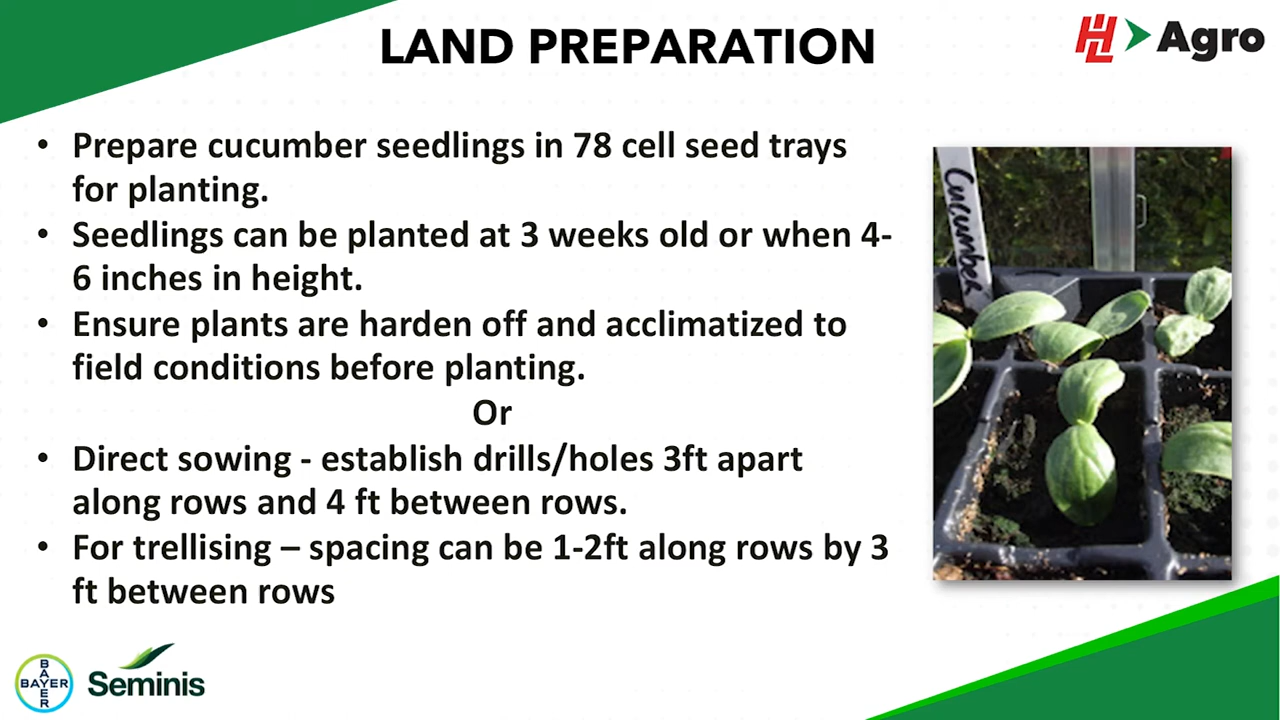 LAND PREPARATION
HL Agro
• Prepare cucumber seedlings in 78 cell seed trays
for planting.
• Seedlings can be planted at 3 weeks old or when 4-
6 inches in height.
• Ensure plants are harden off and acclimatized to
field conditions before planting.
Or
• Direct sowing - establish drills/holes 3ft apart
along rows and 4 ft between rows.
• For trellising – spacing can be 1-2ft along rows by 3
ft between rows
Cucumber
BAYER
BAYER
Seminis